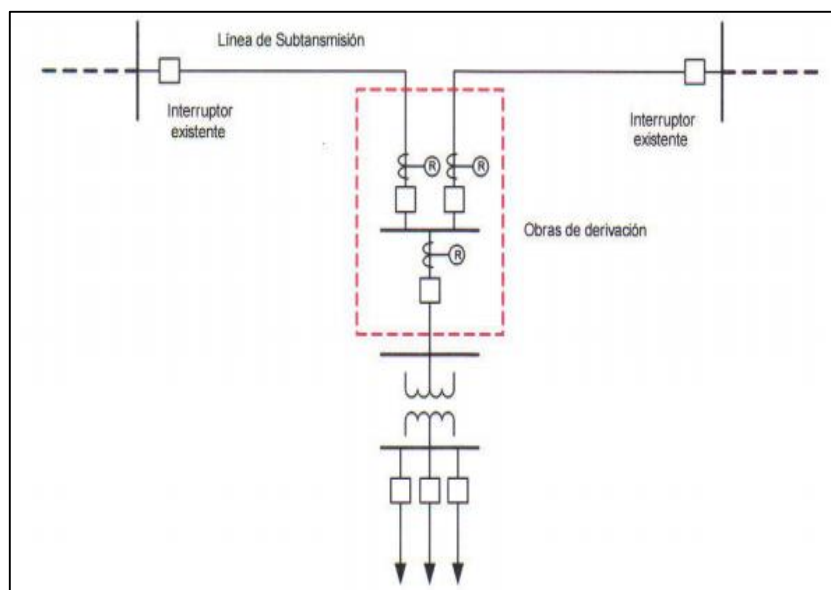 Línea de Subtansmisión
Interruptor
existente
Interruptor
existente
R
R
Obras de derivación
R